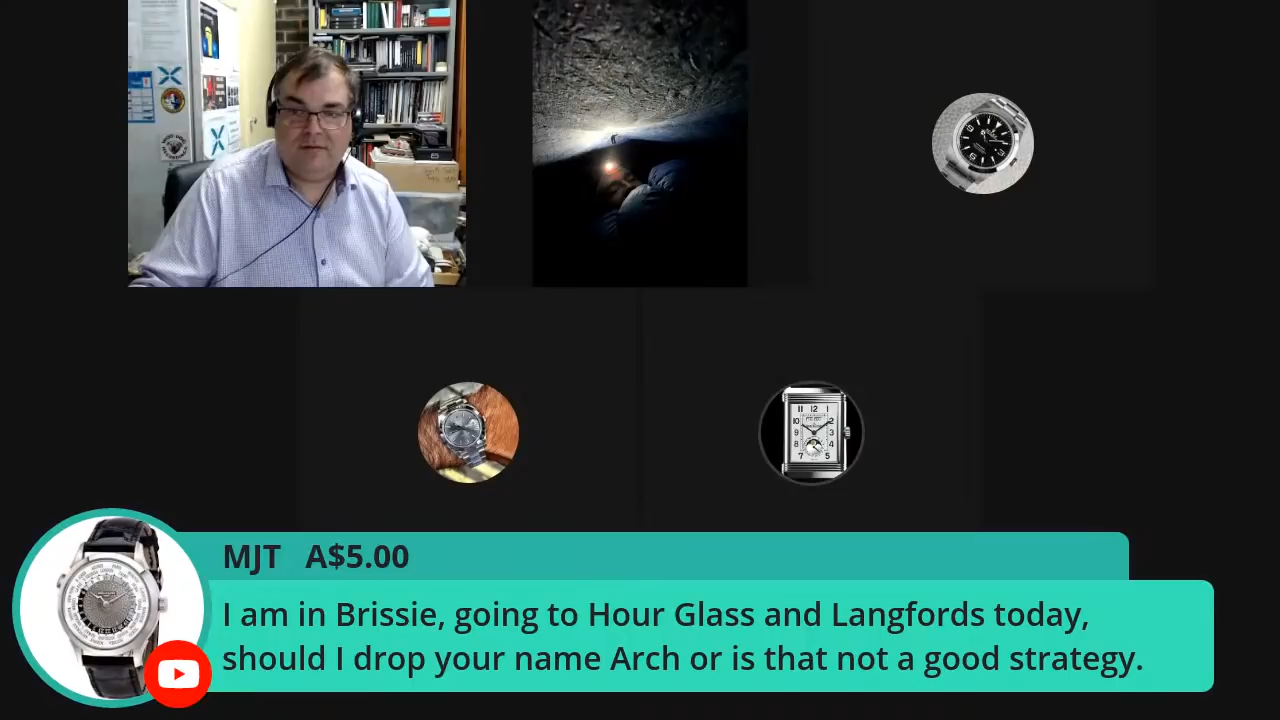 MJT A$5.00
I am in Brissie, going to Hour Glass and Langfords today,
should I drop your name Arch or is that not a good strategy.